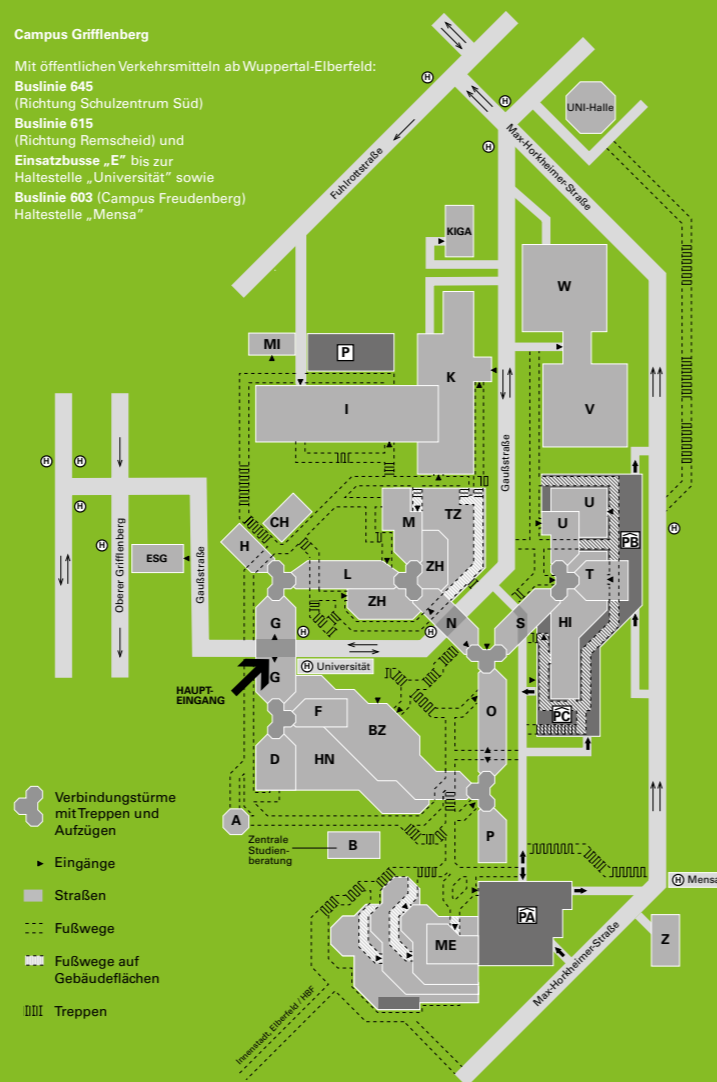 Campus Grifflenberg
Mit öffentlichen Verkehrsmitteln ab Wuppertal-Elberfeld:
Buslinie 645
(Richtung Schulzentrum Süd)
Buslinie 615
(Richtung Remscheid) und
Einsatzbusse „E” bis zur
Haltestelle „Universität” sowie
Buslinie 603 (Campus Freudenberg)
Haltestelle „Mensa”
H
H
H
UNI-Halle
Max-Horkheimer-Straße
Fuhlrottstraße
KIGA
W
MI
P
K
I
V
Gaußstraße
H
H
H
H
Oberer Grifflenberg
ESG
Gaußstraße
CH
H
M
TZ
ZH
L
ZH
U
U
PB
H
T
G
H
H
N
S
HI
H Universität
G
HAUPT-
EINGANG
O
PC
F
BZ
D
HN
A
P
B
Zentrale
Studien-
beratung
Verbindungstürme
mit Treppen und
Aufzügen
Eingänge
Straßen
Fußwege
Fußwege auf
Gebäudeflächen
Treppen
H Mensa
PA
ME
Z
Max-Horkheimer-Straße
Innenstadt, Elberfeld / HBF